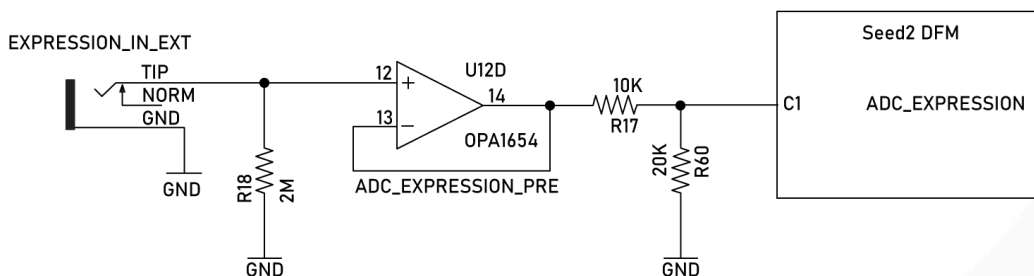 EXPRESSION_IN_EXT
TIP
NORM
GND
GND
R18
2M
GND
12
+
13
−
U12D
14
OPA1654
ADC_EXPRESSION_PRE
10K
R17
20K
R60
GND
Seed2 DFM
C1
ADC_EXPRESSION